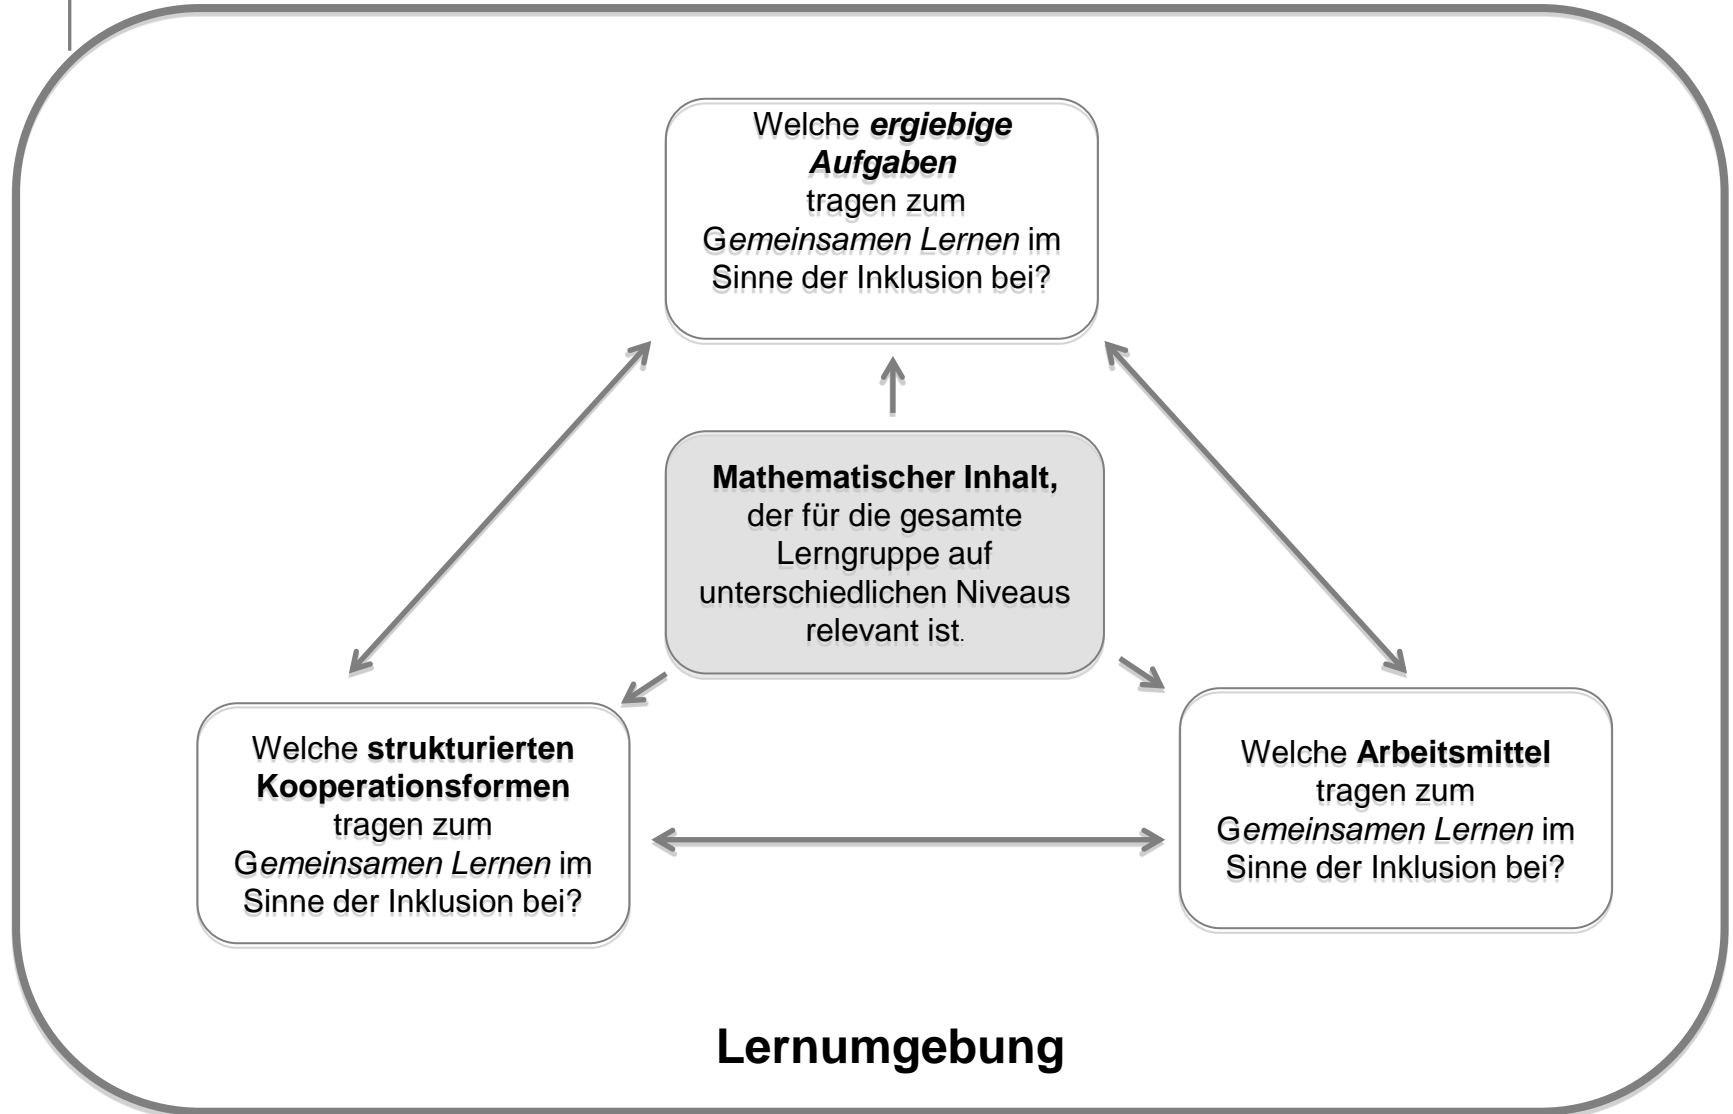 Welche ergiebige
Aufgaben
tragen zum
Gemeinsamen Lernen im
Sinne der Inklusion bei?
Mathematischer Inhalt,
der für die gesamte
Lerngruppe auf
unterschiedlichen Niveaus
relevant ist.
Welche strukturierten
Kooperationsformen
tragen zum
Gemeinsamen Lernen im
Sinne der Inklusion bei?
Welche Arbeitsmittel
tragen zum
Gemeinsamen Lernen im
Sinne der Inklusion bei?
Lernumgebung